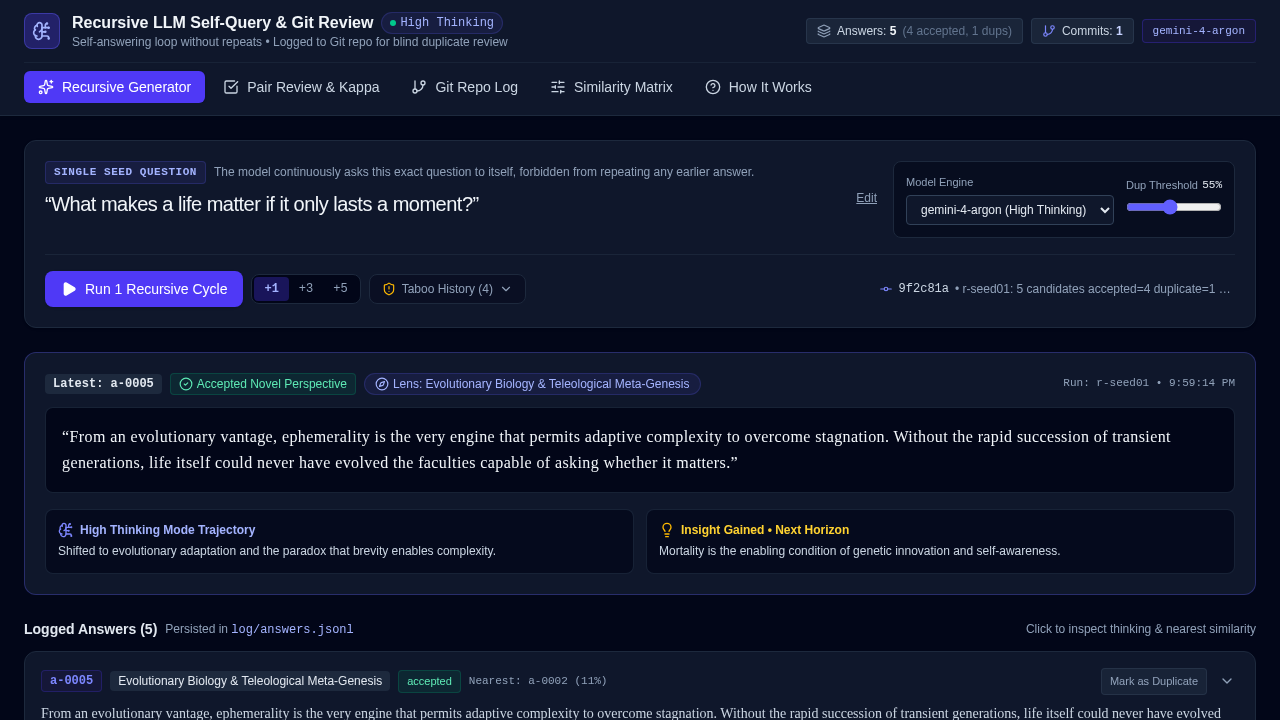 Recursive LLM Self-Query & Git Review
High Thinking
Self-answering loop without repeats • Logged to Git repo for blind duplicate review
Answers: 5 (4 accepted, 1 dups)
Commits: 1
gemini-4-argon
Recursive Generator
Pair Review & Kappa
Git Repo Log
Similarity Matrix
How It Works
SINGLE SEED QUESTION
The model continuously asks this exact question to itself, forbidden from repeating any earlier answer.
“What makes a life matter if it only lasts a moment?”
Edit
Model Engine
gemini-4-argon (High Thinking)
Dup Threshold 55%
Run 1 Recursive Cycle
+1
+3
+5
Taboo History (4)
9f2c81a • r-seed01: 5 candidates accepted=4 duplicate=1 …
Latest: a-0005
Accepted Novel Perspective
Lens: Evolutionary Biology & Teleological Meta-Genesis
Run: r-seed01 • 9:59:14 PM
“From an evolutionary vantage, ephemerality is the very engine that permits adaptive complexity to overcome stagnation. Without the rapid succession of transient
generations, life itself could never have evolved the faculties capable of asking whether it matters.”
High Thinking Mode Trajectory
Shifted to evolutionary adaptation and the paradox that brevity enables complexity.
Insight Gained • Next Horizon
Mortality is the enabling condition of genetic innovation and self-awareness.
Logged Answers (5)
Persisted in log/answers.jsonl
Click to inspect thinking & nearest similarity
a-0005
Evolutionary Biology & Teleological Meta-Genesis
accepted
Nearest: a-0002 (11%)
Mark as Duplicate
From an evolutionary vantage, ephemerality is the very engine that permits adaptive complexity to overcome stagnation. Without the rapid succession of transient generations, life itself could never have evolved